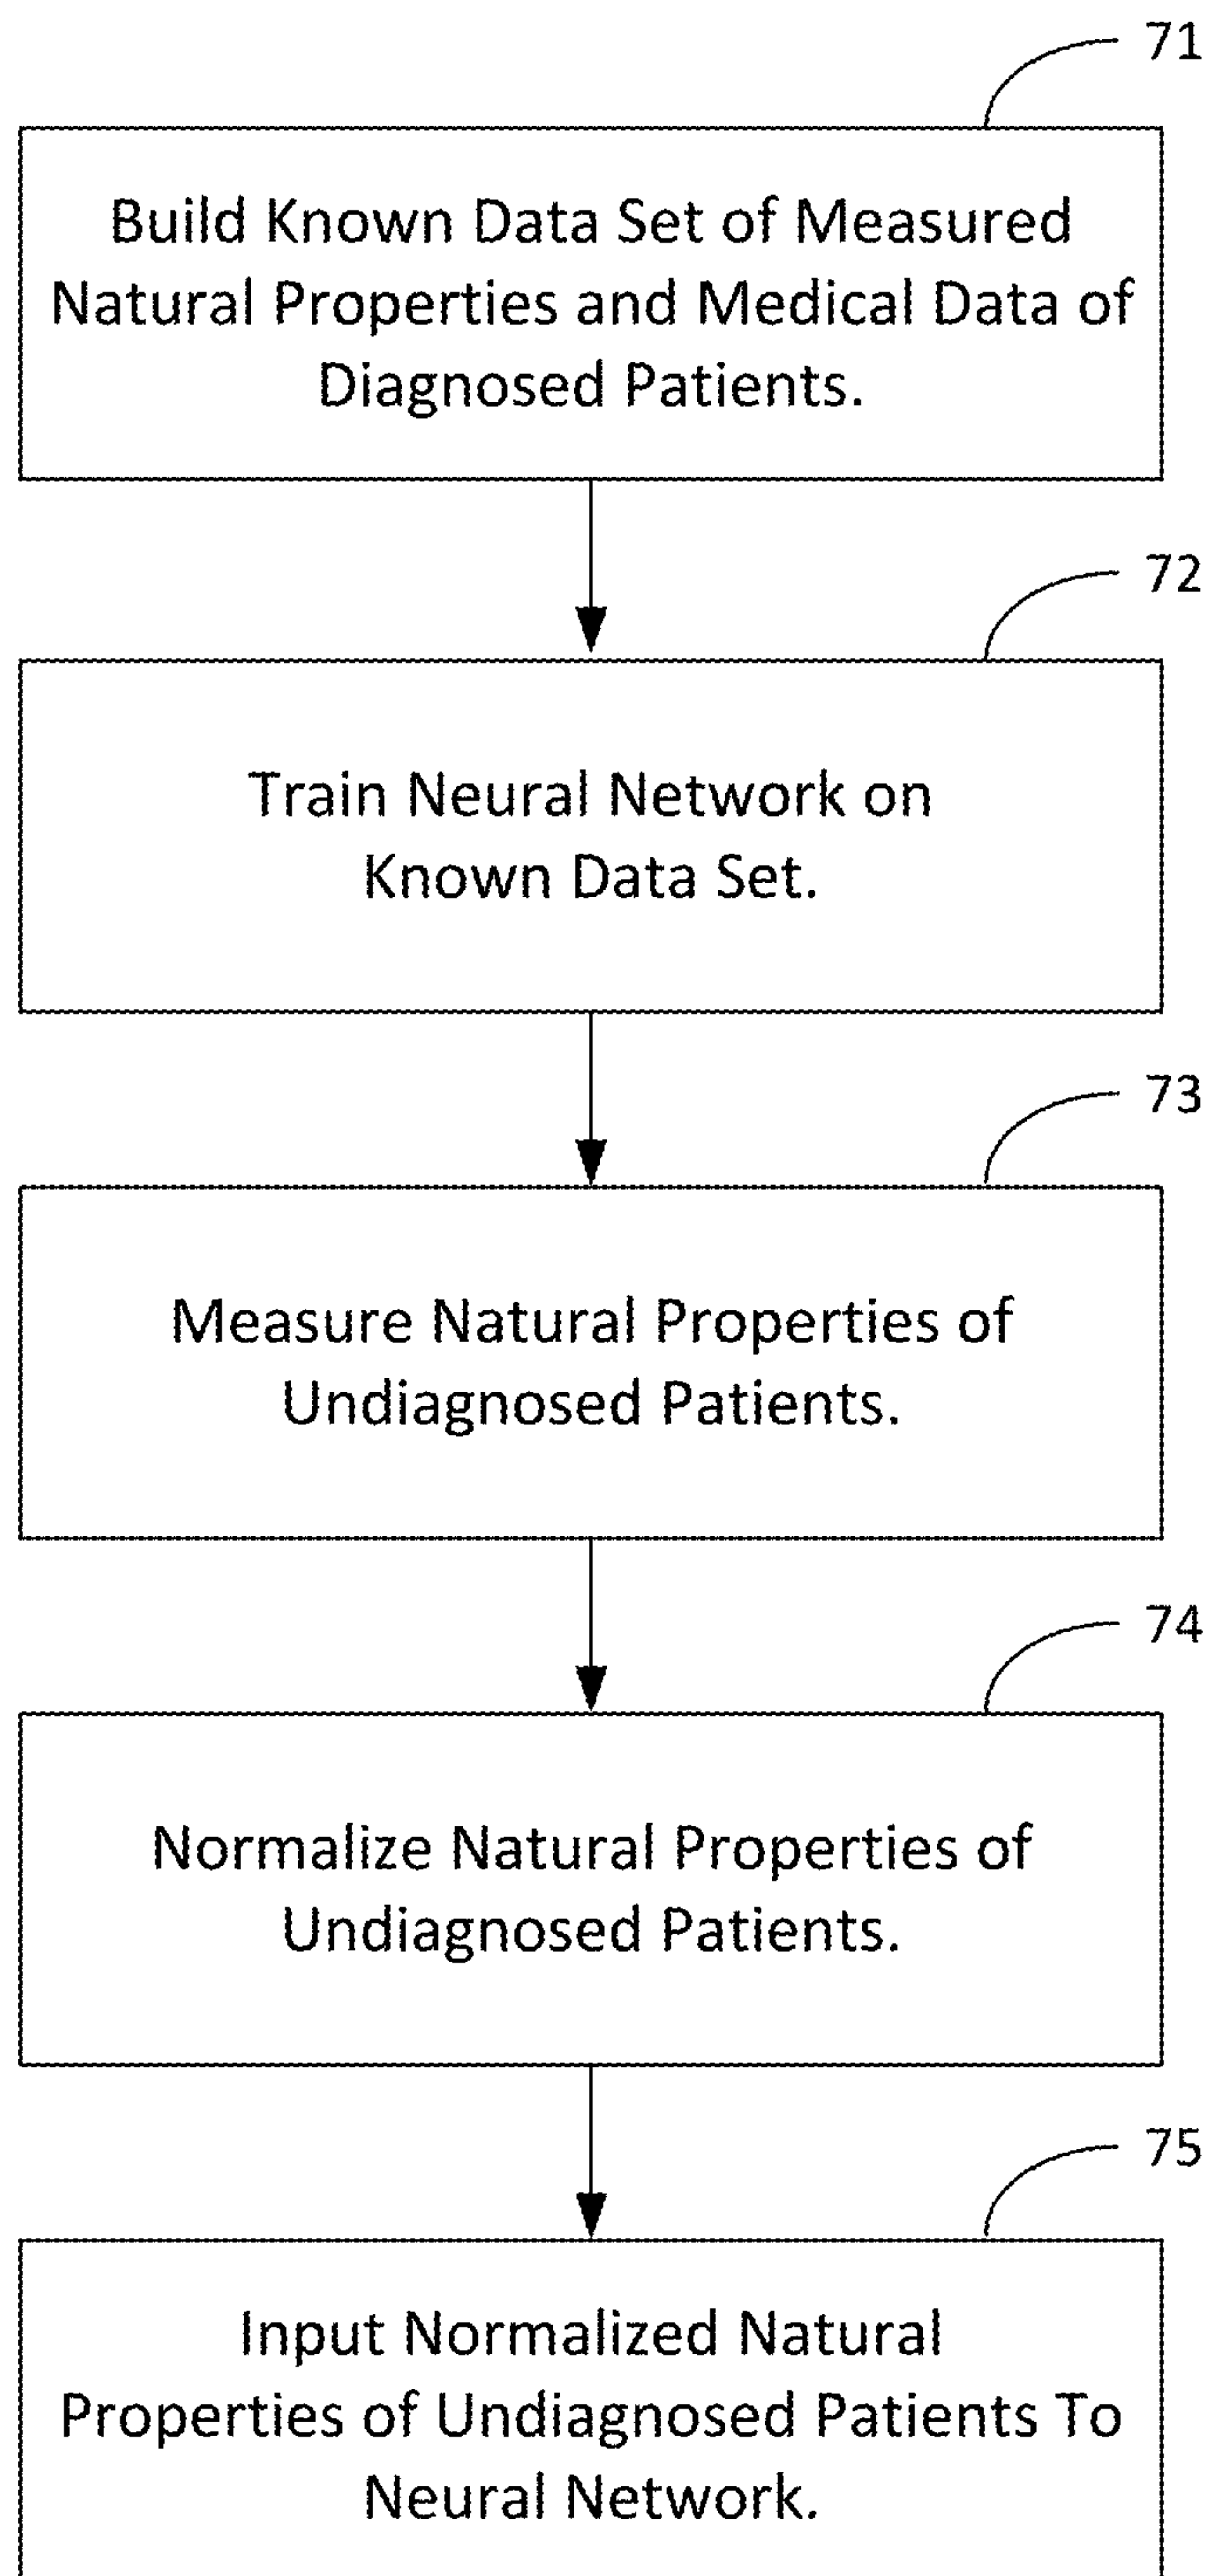 71
Build Known Data Set of Measured
Natural Properties and Medical Data of
Diagnosed Patients.
72
Train Neural Network on
Known Data Set.
73
Measure Natural Properties of
Undiagnosed Patients.
74
Normalize Natural Properties of
Undiagnosed Patients.
75
Input Normalized Natural
Properties of Undiagnosed Patients To
Neural Network.